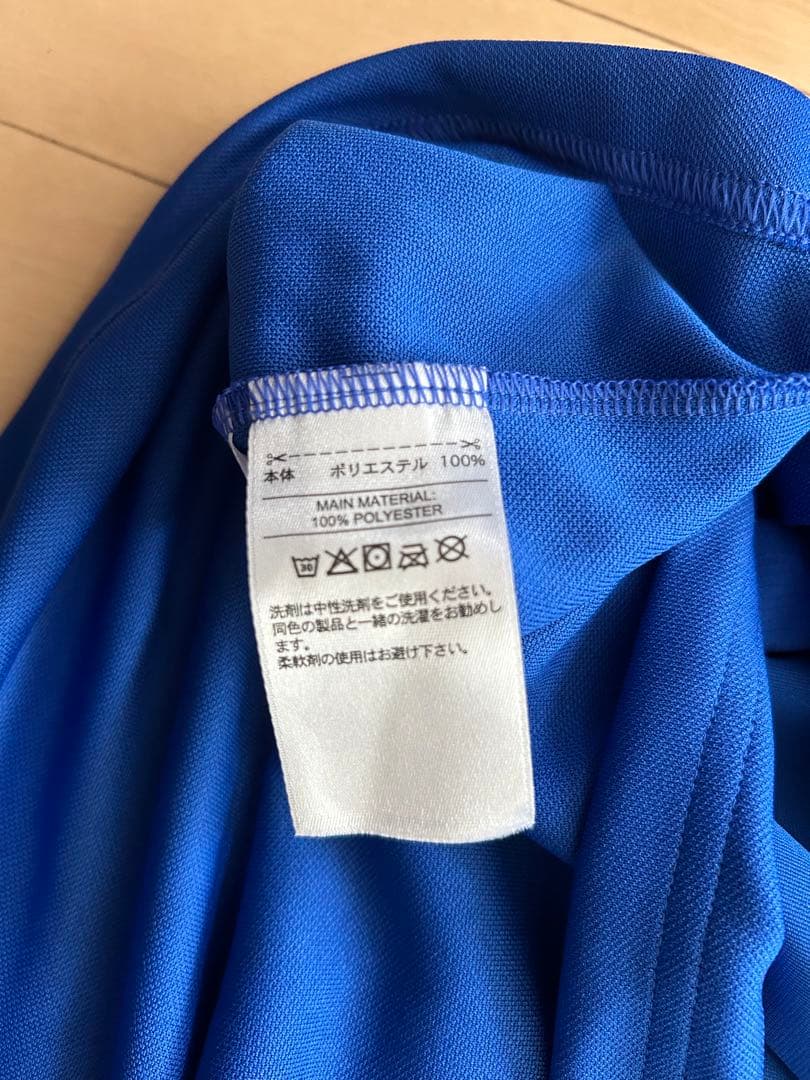 本体 ポリエステル 100%
MAIN MATERIAL:
100% POLYESTER
30
洗剤は中性洗剤をご使用ください。
同色の製品と一緒の洗濯をお勧めし
ます。
柔軟剤の使用はお避け下さい。